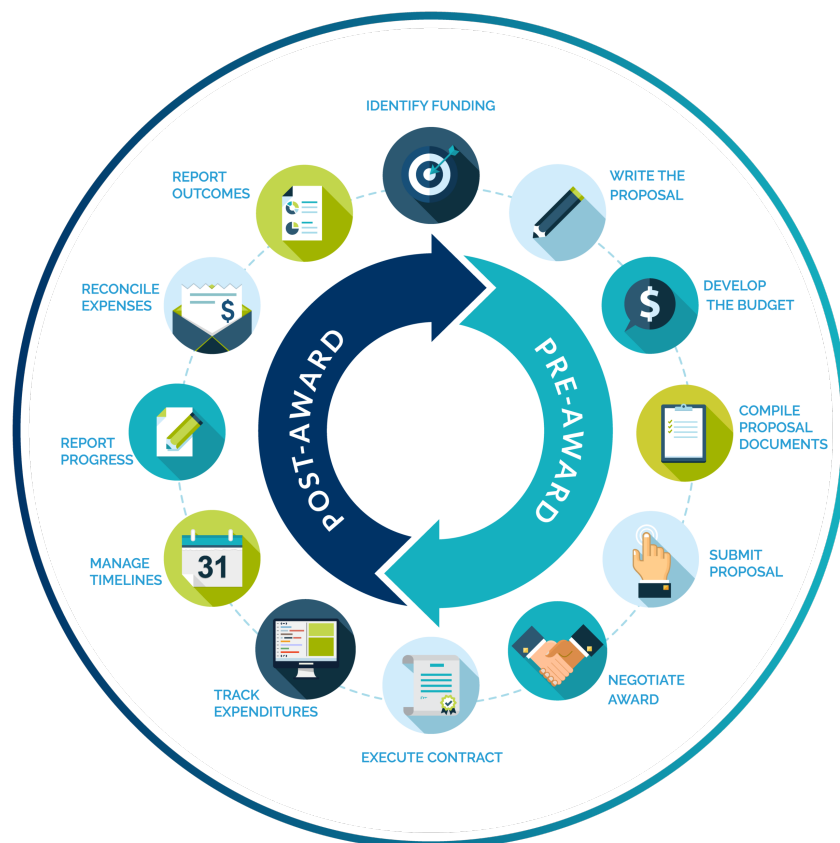 IDENTIFY FUNDING
WRITE THE
PROPOSAL
DEVELOP
THE BUDGET
$
COMPILE
PROPOSAL
DOCUMENTS
SUBMIT
PROPOSAL
NEGOTIATE
AWARD
EXECUTE CONTRACT
TRACK
EXPENDITURES
MANAGE
TIMELINES
31
REPORT
PROGRESS
RECONCILE
EXPENSES
$
REPORT
OUTCOMES
PRE-AWARD
POST-AWARD